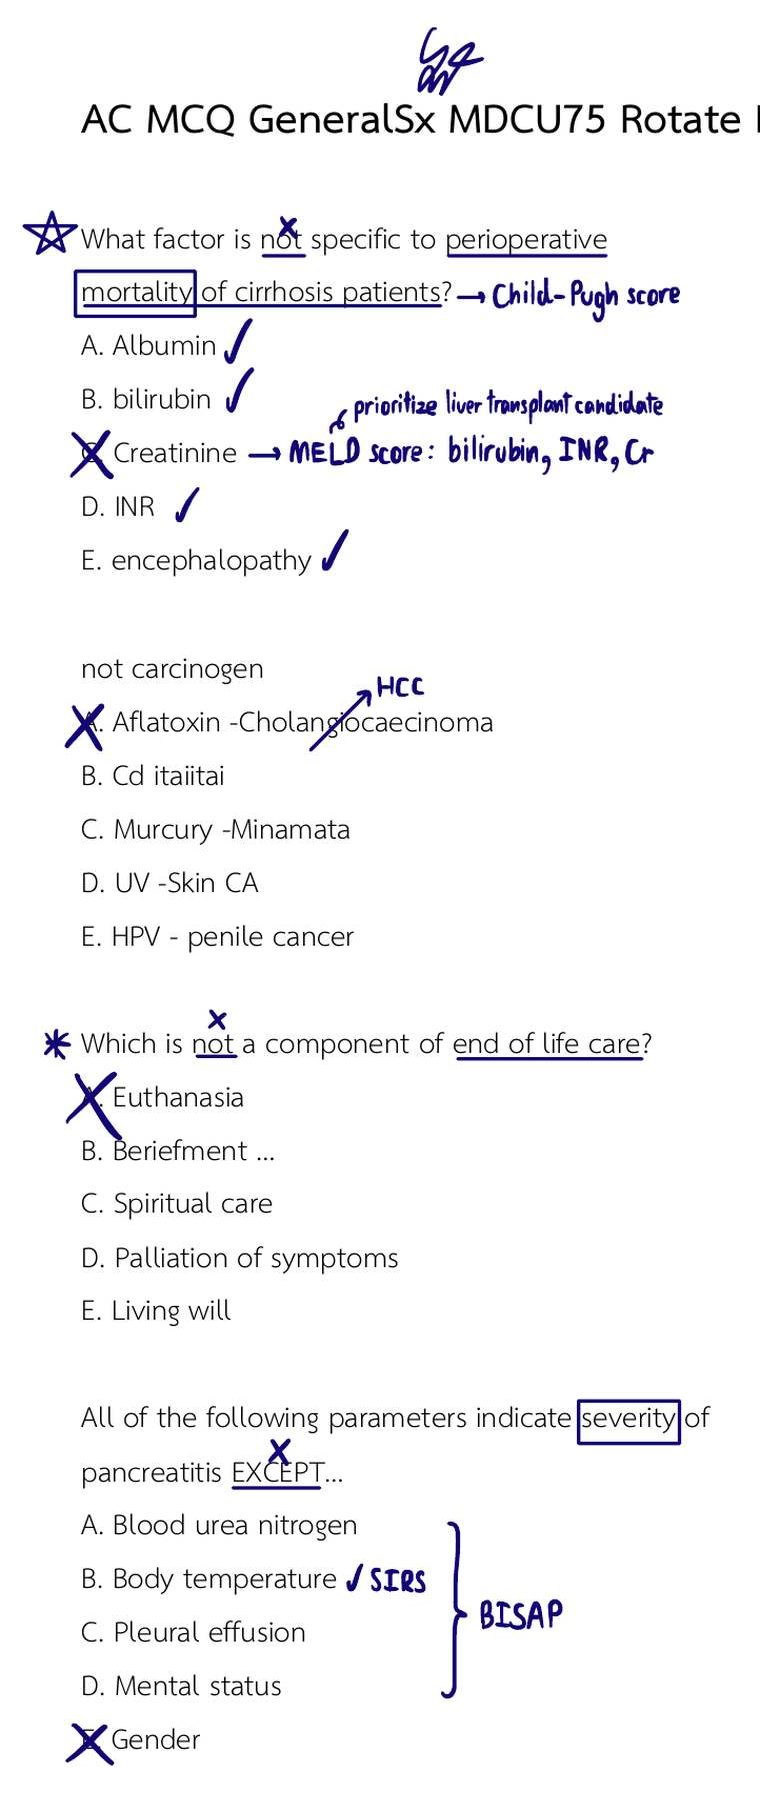 AC MCQ GeneralSx MDCU75 Rotate
What factor is not specific to perioperative
mortality of cirrhosis patients? → Child-Pugh score
A. Albumin ✓
B. bilirubin ✓
prioritize liver transplant candidate
Creatinine → MELD score: bilirubin, INR, Cr
D. INR ✓
E. encephalopathy ✓
not carcinogen
HCC
A. Aflatoxin -Cholangiocaecinoma
B. Cd itaiitai
C. Murcury -Minamata
D. UV -Skin CA
E. HPV - penile cancer
Which is not a component of end of life care?
Euthanasia
B. Beriefment ...
C. Spiritual care
D. Palliation of symptoms
E. Living will
All of the following parameters indicate severity of
pancreatitis EXCEPT...
A. Blood urea nitrogen
B. Body temperature ✓ SIRS
BISAP
C. Pleural effusion
D. Mental status
E. Gender